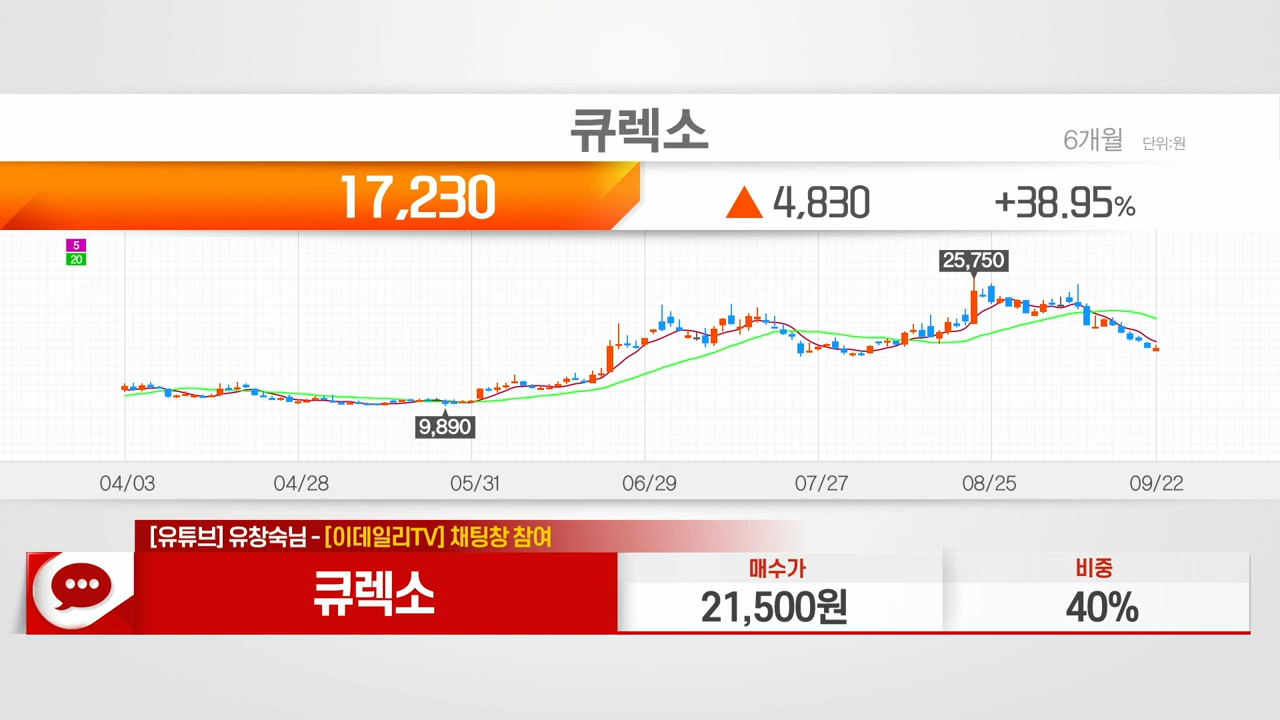 큐렉소
6개월 단위:원
17,230 ▲ 4,830 +38.95%
5
20
25,750
9,890
04/03 04/28 05/31 06/29 07/27 08/25 09/22
[유튜브] 유창숙님 - [이데일리TV] 채팅창 참여
큐렉소
매수가
21,500원
비중
40%